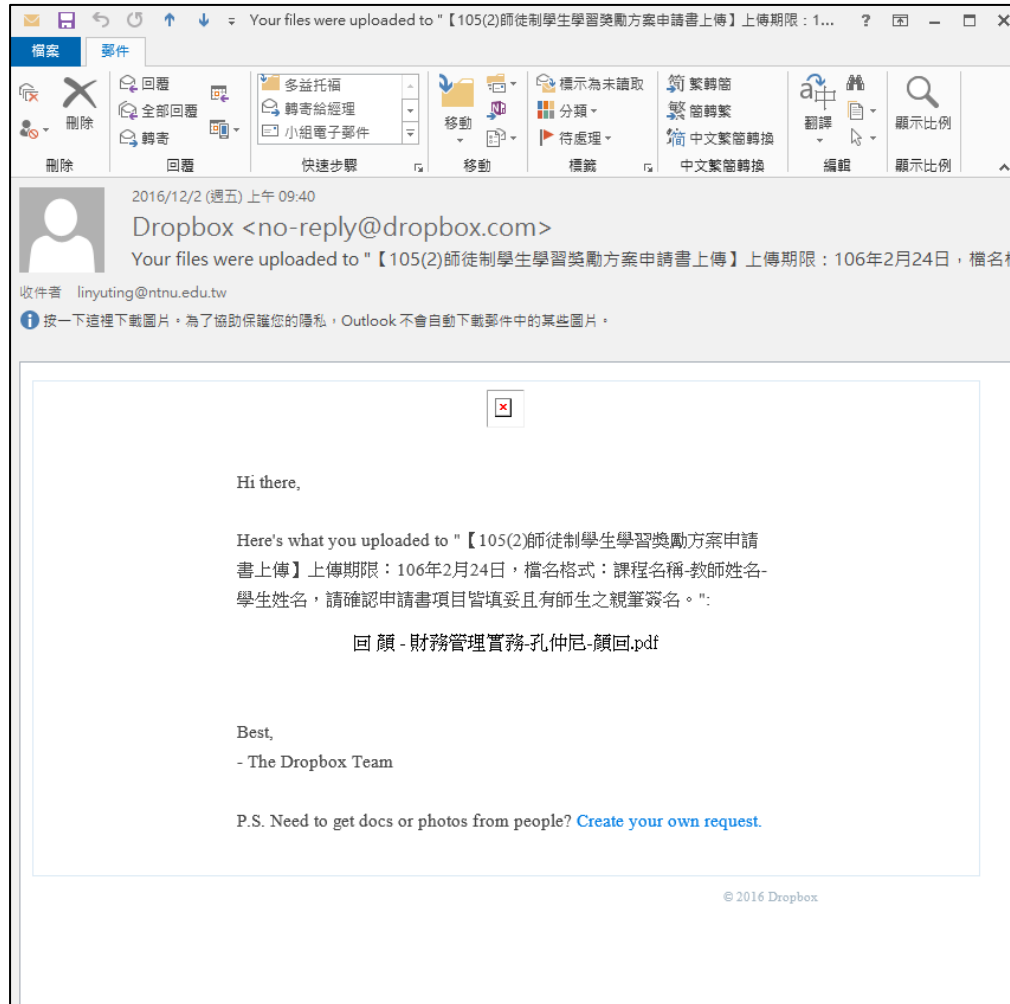 Your files were uploaded to "【105(2)師徒制學生學習獎勵方案申請書上傳】上傳期限：1... ?
檔案 郵件
刪除
回覆
全部回覆
轉寄
多益托福
轉寄給經理
小組電子郵件
移動
標示為未讀取
分類
待處理
繁轉簡
簡轉繁
中文繁簡轉換
翻譯
顯示比例
刪除 回覆 快速步驟 移動 標籤 中文繁簡轉換 編輯 顯示比例
2016/12/2 (週五) 上午 09:40
Dropbox <no-reply@dropbox.com>
Your files were uploaded to "【105(2)師徒制學生學習獎勵方案申請書上傳】上傳期限：106年2月24日，檔名
收件者 linyuting@ntnu.edu.tw
按一下這裡下載圖片。為了協助保護您的隱私，Outlook 不會自動下載郵件中的某些圖片。
Hi there,
Here's what you uploaded to "【105(2)師徒制學生學習獎勵方案申請
書上傳】上傳期限：106年2月24日，檔名格式：課程名稱-教師姓名-
學生姓名，請確認申請書項目皆填妥且有師生之親筆簽名。":
回 顏 - 財務管理實務-孔仲尼-顏回.pdf
Best,
- The Dropbox Team
P.S. Need to get docs or photos from people? Create your own request.
© 2016 Dropbox